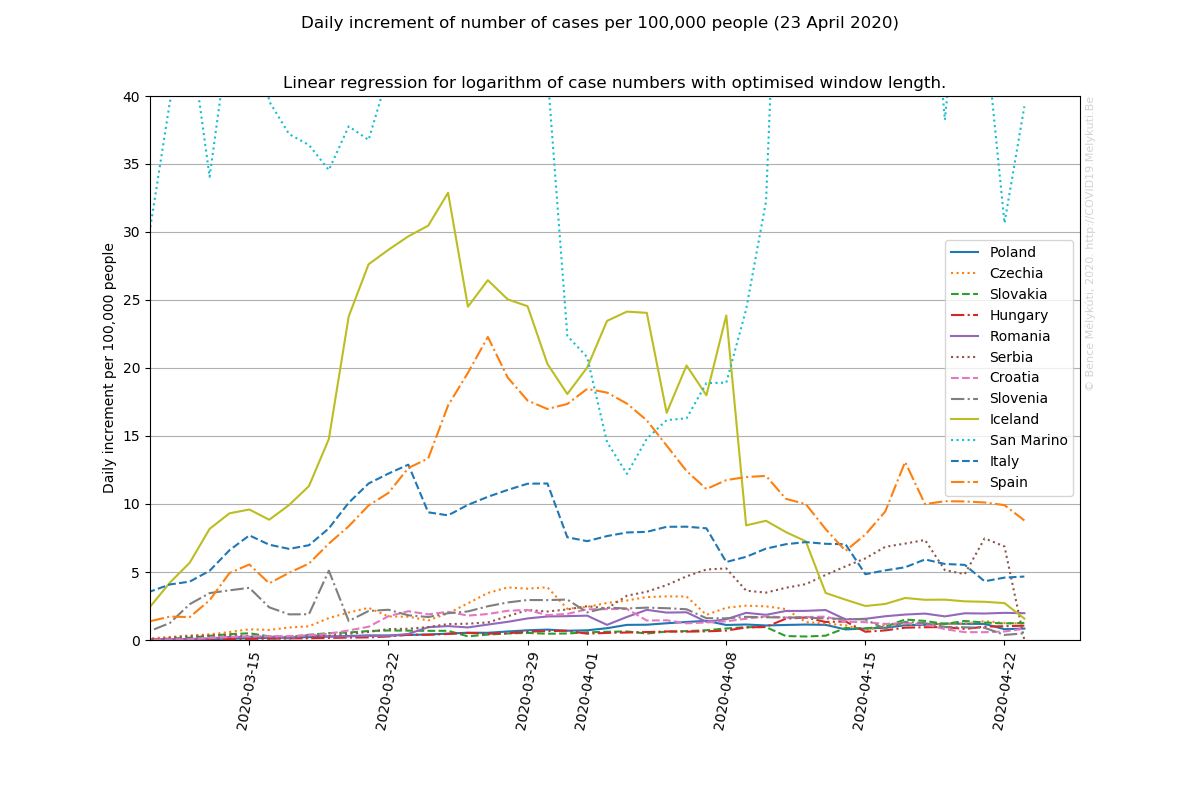 Daily increment of number of cases per 100,000 people (23 April 2020)
Linear regression for logarithm of case numbers with optimised window length.
40
35
30
25
20
15
10
5
0
Daily increment per 100,000 people
2020-03-15
2020-03-22
2020-03-29
2020-04-01
2020-04-08
2020-04-15
2020-04-22
Poland
Czechia
Slovakia
Hungary
Romania
Serbia
Croatia
Slovenia
Iceland
San Marino
Italy
Spain
© Bence Mélykúti, 2020. http://COVID19.Melykuti.Be